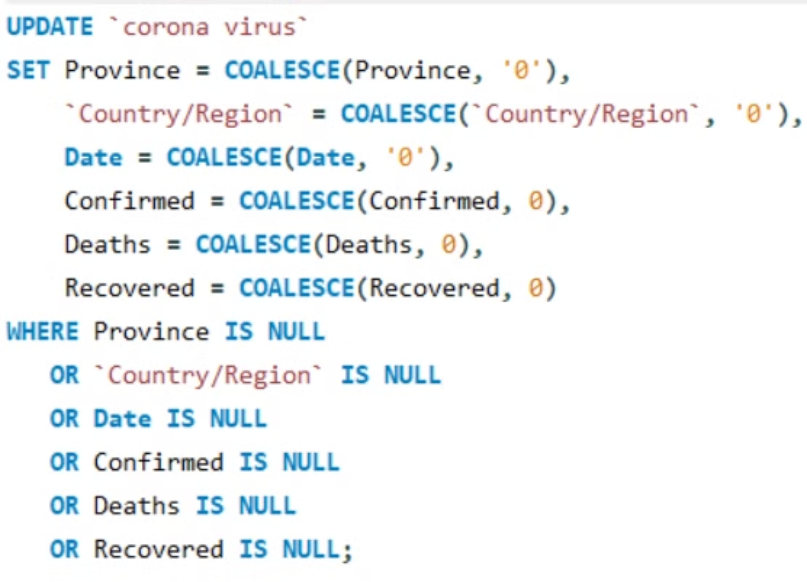 UPDATE `corona virus`
SET Province = COALESCE(Province, '0'),
    `Country/Region` = COALESCE(`Country/Region`, '0'),
    Date = COALESCE(Date, '0'),
    Confirmed = COALESCE(Confirmed, 0),
    Deaths = COALESCE(Deaths, 0),
    Recovered = COALESCE(Recovered, 0)
WHERE Province IS NULL
   OR `Country/Region` IS NULL
   OR Date IS NULL
   OR Confirmed IS NULL
   OR Deaths IS NULL
   OR Recovered IS NULL;